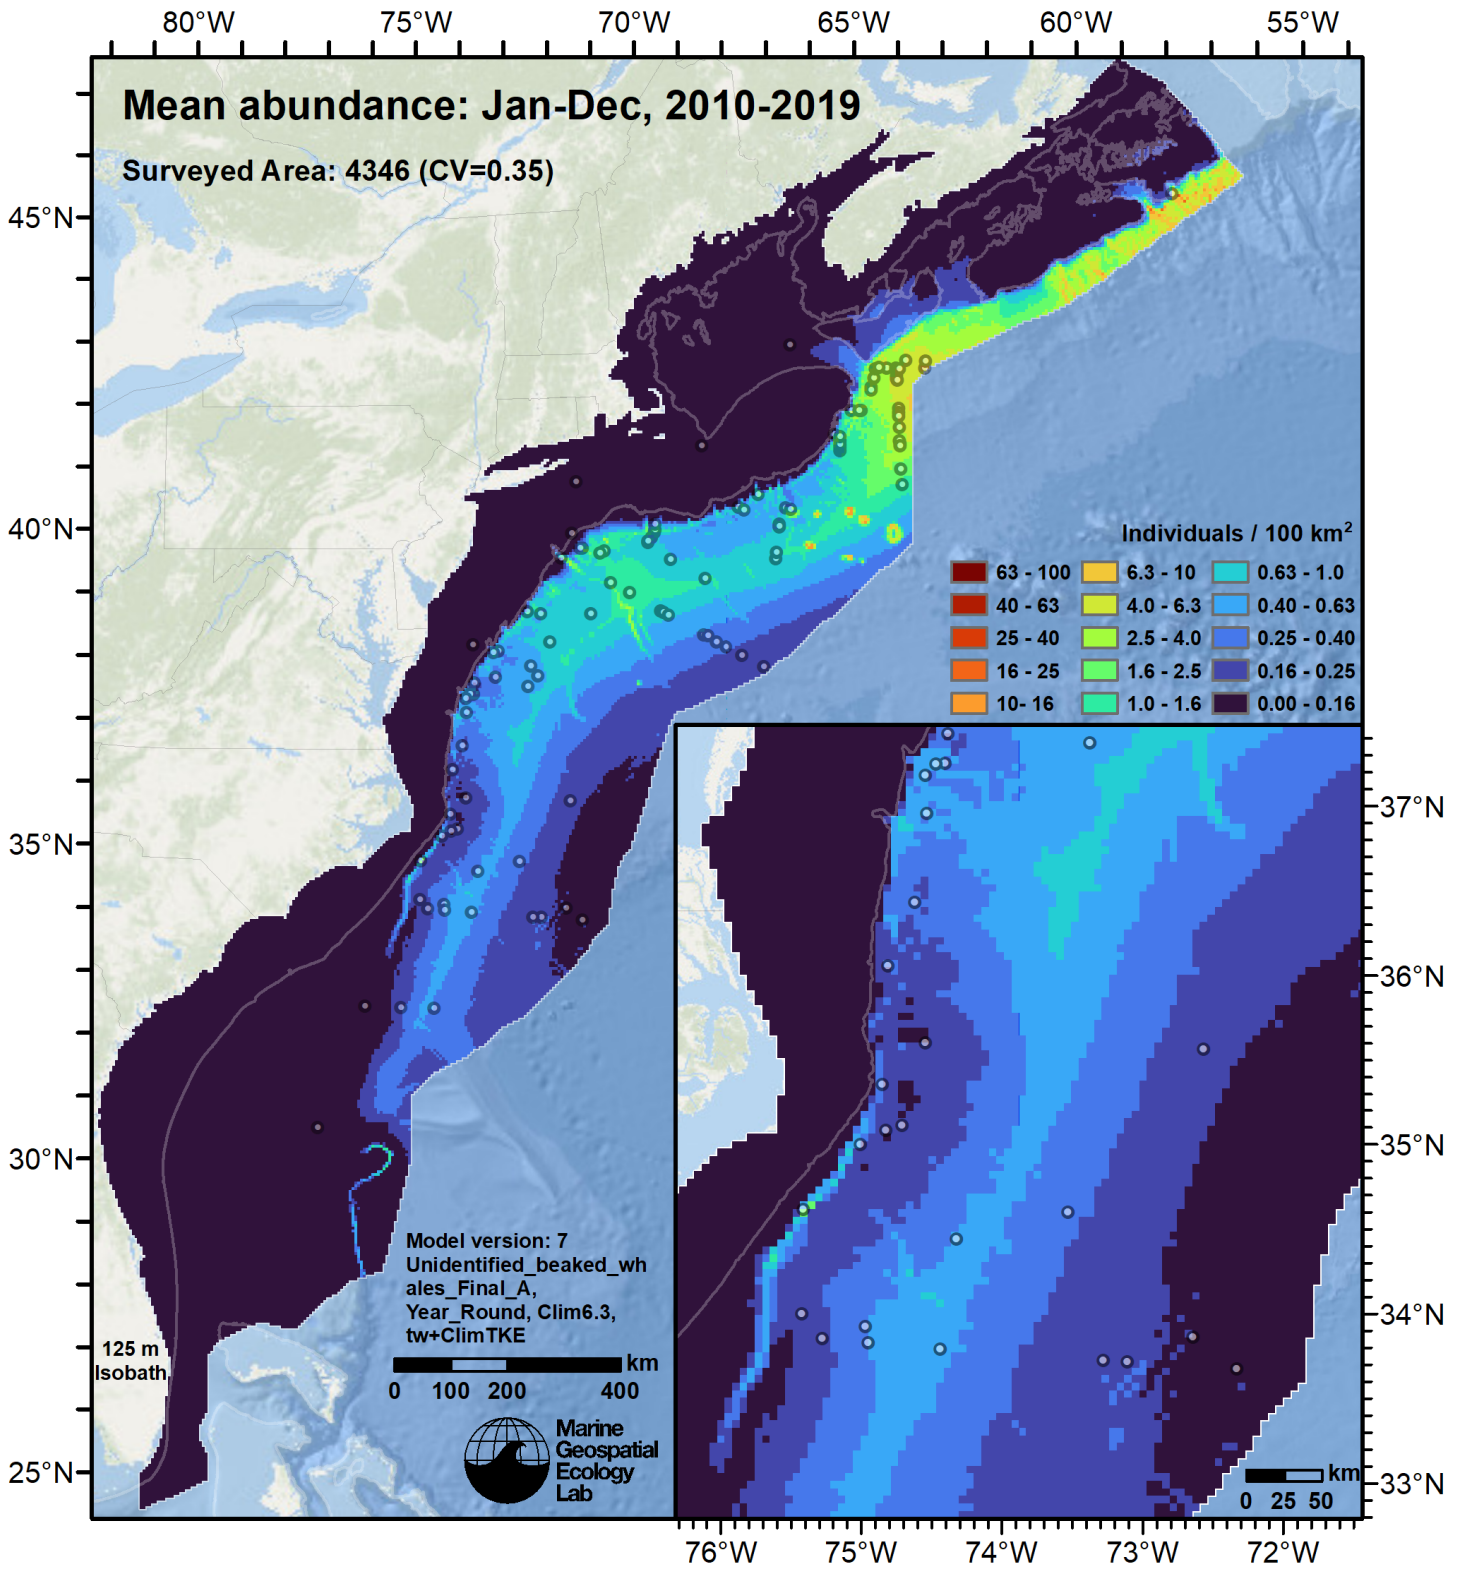 80°W 75°W 70°W 65°W 60°W 55°W
Mean abundance: Jan-Dec, 2010-2019
Surveyed Area: 4346 (CV=0.35)
45°N
40°N
35°N
30°N
25°N
Individuals / 100 km2
63 - 100 6.3 - 10 0.63 - 1.0
40 - 63 4.0 - 6.3 0.40 - 0.63
25 - 40 2.5 - 4.0 0.25 - 0.40
16 - 25 1.6 - 2.5 0.16 - 0.25
10- 16 1.0 - 1.6 0.00 - 0.16
37°N
36°N
35°N
34°N
33°N
Model version: 7
Unidentified_beaked_wh
ales_Final_A,
Year_Round, Clim6.3,
tw+ClimTKE
125 m
Isobath
km
0 100 200 400
Marine
Geospatial
Ecology
Lab
km
0 25 50
76°W 75°W 74°W 73°W 72°W